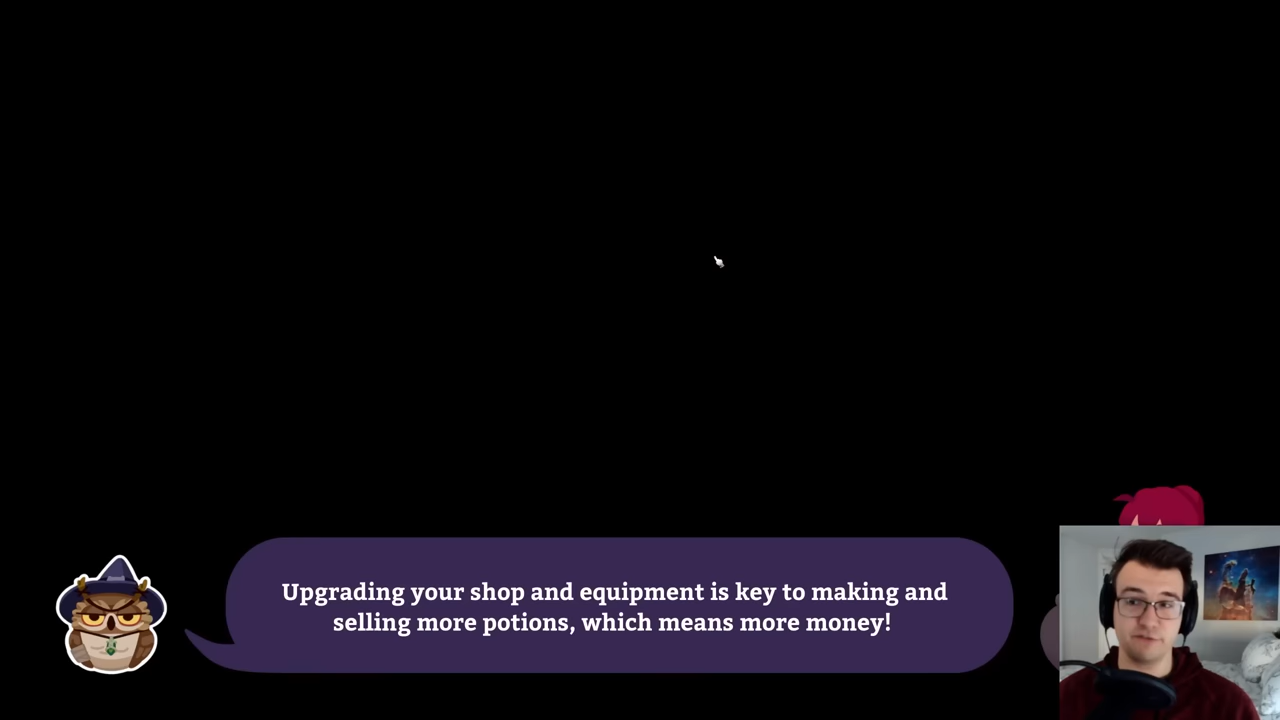 Upgrading your shop and equipment is key to making and
selling more potions, which means more money!